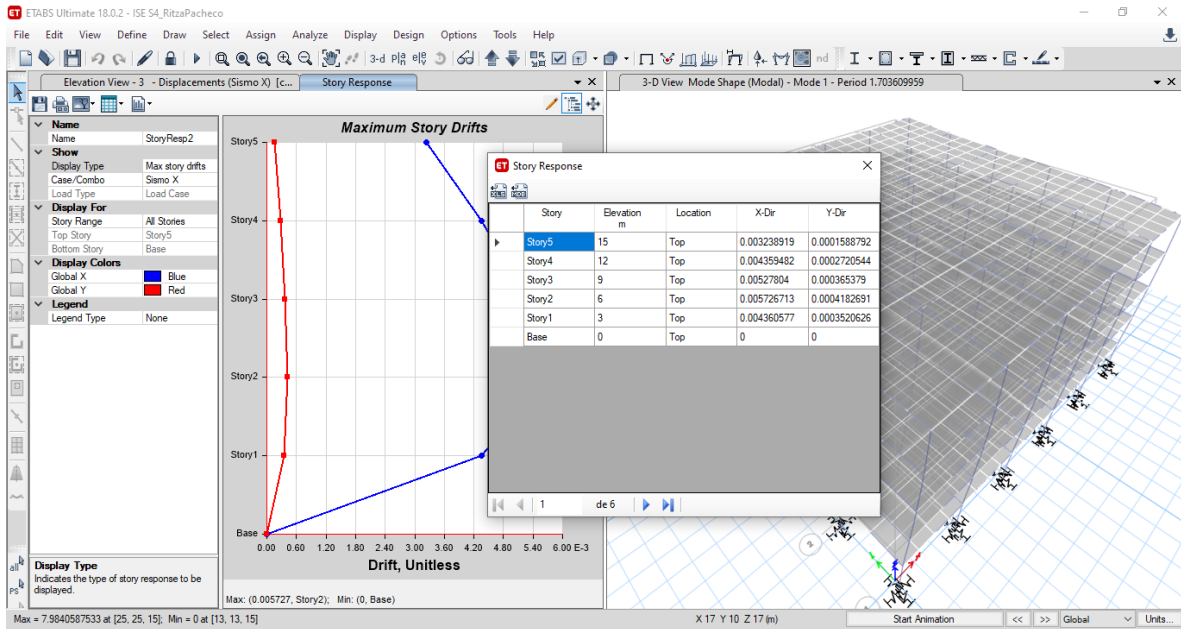 ETABS Ultimate 18.0.2 - ISE S4_RitzaPacheco
File Edit View Define Draw Select Assign Analyze Display Design Options Tools Help
3-d
nd
Elevation View - 3 - Displacements (Sismo X) [c...
Story Response
3-D View Mode Shape (Modal) - Mode 1 - Period 1.703609959
Name
Name StoryResp2
Show
Display Type Max story drifts
Case/Combo Sismo X
Load Type Load Case
Display For
Story Range All Stories
Top Story Story5
Bottom Story Base
Display Colors
Global X Blue
Global Y Red
Legend
Legend Type None
Display Type
Indicates the type of story response to be
displayed.
all
PS
Maximum Story Drifts
Story5
Story4
Story3
Story2
Story1
Base
0.00 0.60 1.20 1.80 2.40 3.00 3.60 4.20 4.80 5.40 6.00 E-3
Drift, Unitless
Max: (0.005727, Story2); Min: (0, Base)
Story Response
Story Elevation Location X-Dir Y-Dir
m
Story5 15 Top 0.003238919 0.0001588792
Story4 12 Top 0.004359482 0.0002720544
Story3 9 Top 0.00527804 0.000365379
Story2 6 Top 0.005726713 0.0004182691
Story1 3 Top 0.004360577 0.0003520626
Base 0 Top 0 0
1 de 6
2
Max = 7.9840587533 at [25, 25, 15]; Min = 0 at [13, 13, 15]
X 17 Y 10 Z 17 (m)
Start Animation
<< >>
Global
Units...